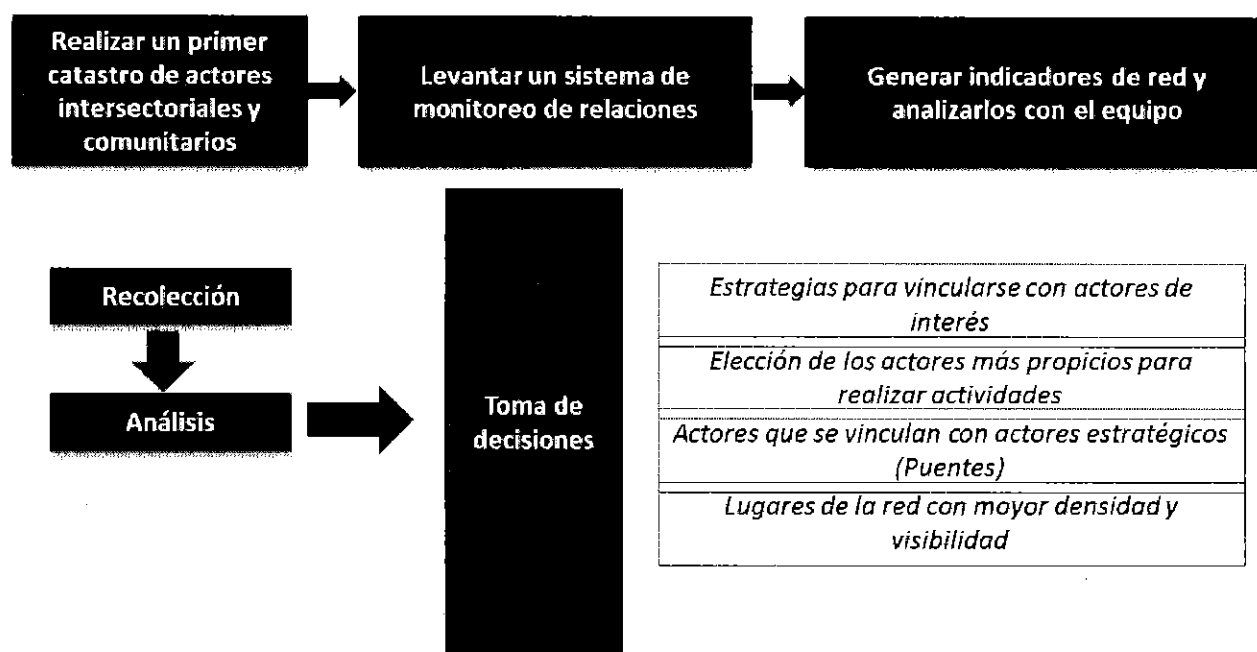 Realizar un primer
catastro de actores
intersectoriales y
comunitarios
Levantar un sistema de
monitoreo de relaciones
Generar indicadores de red y
analizarlos con el equipo
Recolección
Análisis
Toma de
decisiones
Estrategias para vincularse con actores de
interés
Elección de los actores más propicios para
realizar actividades
Actores que se vinculan con actores estratégicos
(Puentes)
Lugares de la red con mayor densidad y
visibilidad